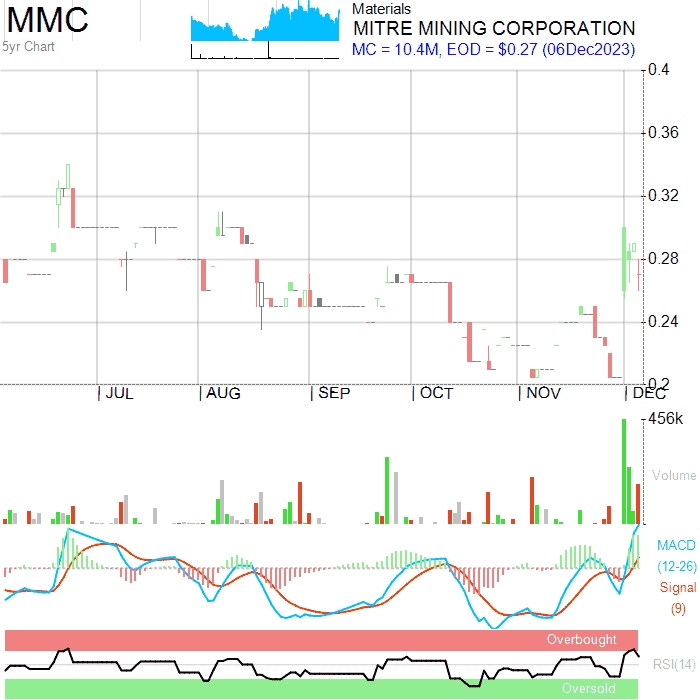 MMC
5yr Chart
Materials
MITRE MINING CORPORATION
MC = 10.4M, EOD = $0.27 (06Dec2023)
0.4
0.36
0.32
0.28
0.24
0.2
JUL
AUG
SEP
OCT
NOV
DEC
456k
Volume
MACD
(12-26)
Signal
(9)
Overbought
RSI(14)
Oversold